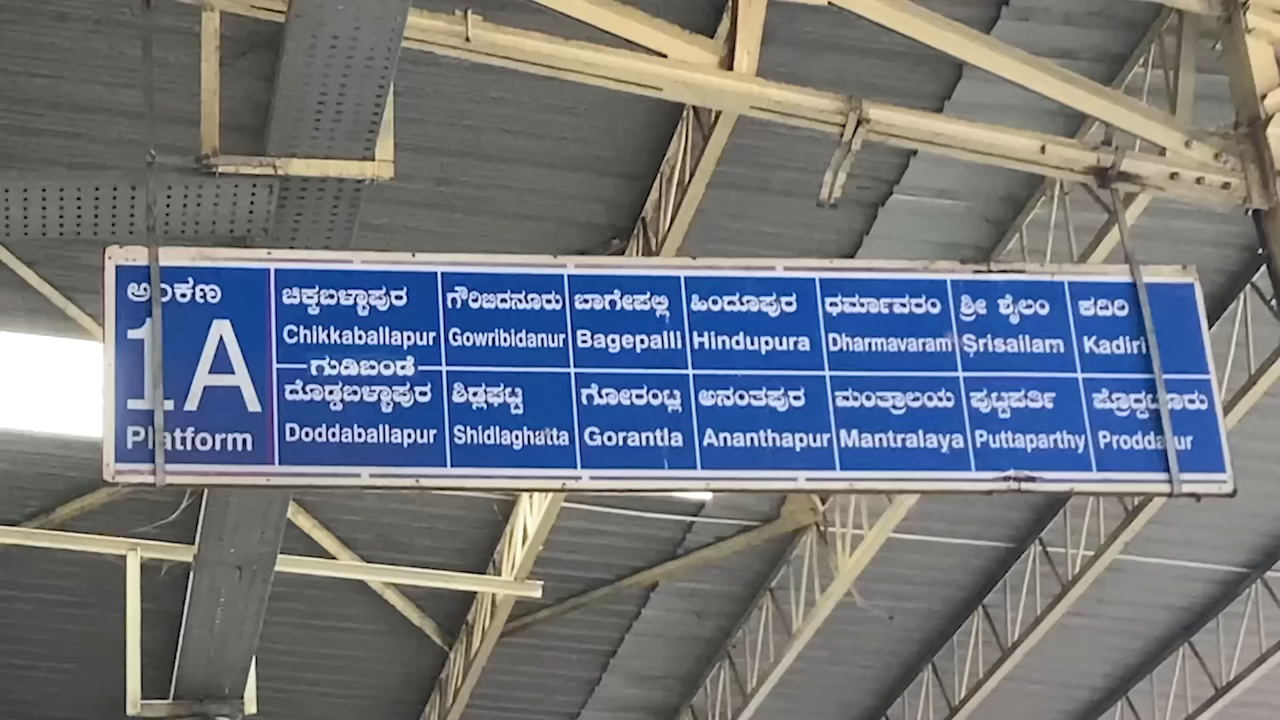 ಅಂಕಣ
1A
Platform
ಚಿಕ್ಕಬಳ್ಳಾಪುರ
Chikkaballapur
ಗೌರಿಬಿದನೂರು
Gowribidanur
ಬಾಗೇಪಲ್ಲಿ
Bagepalli
ಹಿಂದೂಪುರ
Hindupura
ಧರ್ಮಾವರಂ
Dharmavaram
ಶ್ರೀ ಶೈಲಂ
Srisailam
ಕದಿರಿ
Kadiri
ಗುಡಿಬಂಡೆ
ದೊಡ್ಡಬಳ್ಳಾಪುರ
Doddaballapur
ಶಿಡ್ಲಘಟ್ಟ
Shidlaghatta
ಗೋರಂಟ್ಲ
Gorantla
ಅನಂತಪುರ
Ananthapur
ಮಂತ್ರಾಲಯ
Mantralaya
ಪುಟ್ಟಪರ್ತಿ
Puttaparthy